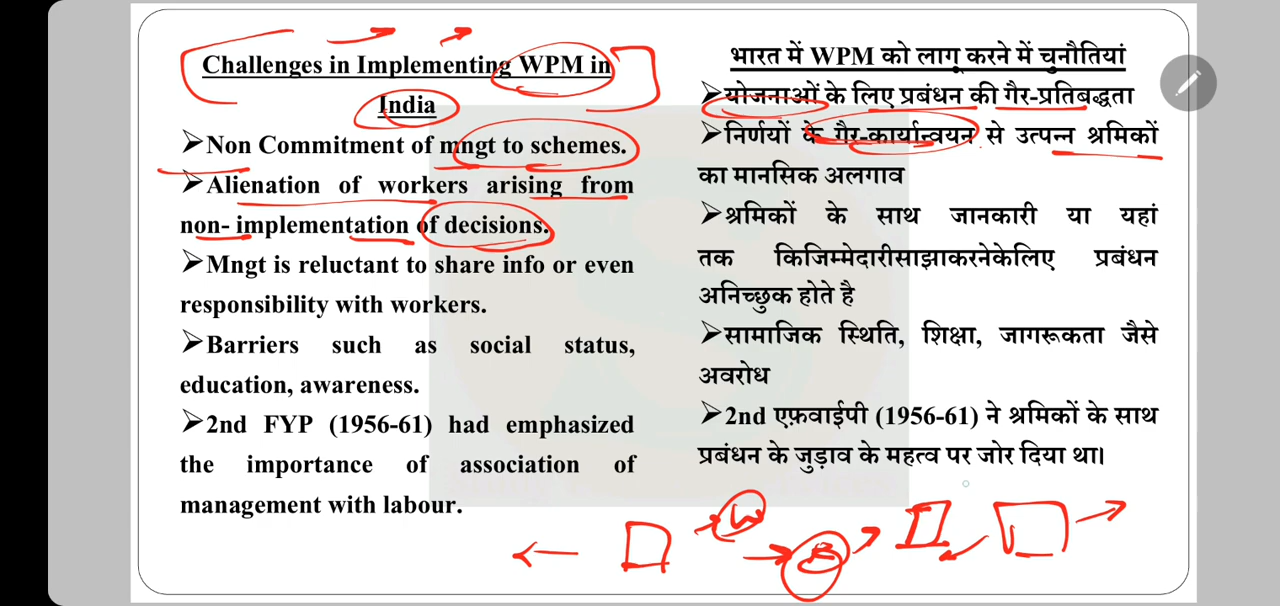 Challenges in Implementing WPM in
India
➢Non Commitment of mngt to schemes.
➢Alienation of workers arising from
non- implementation of decisions.
➢Mngt is reluctant to share info or even
responsibility with workers.
➢Barriers such as social status,
education, awareness.
➢2nd FYP (1956-61) had emphasized
the importance of association of
management with labour.
भारत में WPM को लागू करने में चुनौतियां
➢योजनाओं के लिए प्रबंधन की गैर-प्रतिबद्धता
➢निर्णयों के गैर-कार्यान्वयन से उत्पन्न श्रमिकों
का मानसिक अलगाव
➢श्रमिकों के साथ जानकारी या यहां
तक किजिम्मेदारीसाझाकरनेकेलिए प्रबंधन
अनिच्छुक होते है
➢सामाजिक स्थिति, शिक्षा, जागरूकता जैसे
अवरोध
➢2nd एफ़वाईपी (1956-61) ने श्रमिकों के साथ
प्रबंधन के जुड़ाव के महत्व पर जोर दिया था।